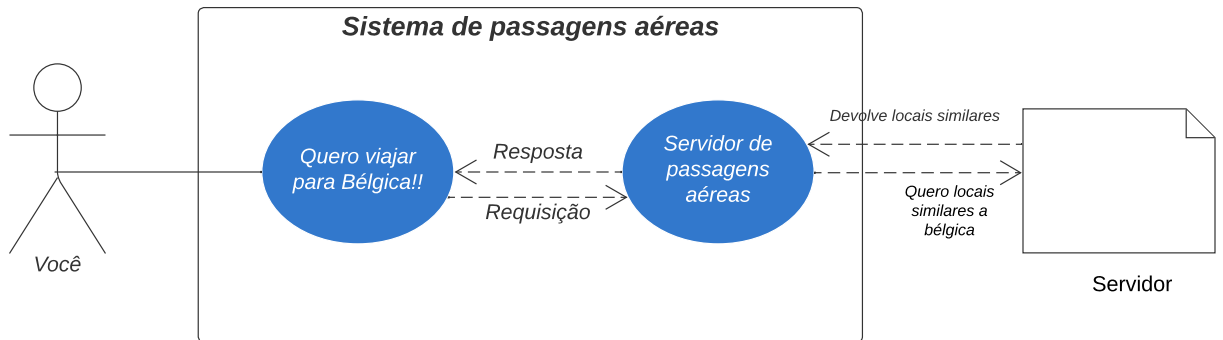 Sistema de passagens aéreas
Você
Quero viajar
para Bélgica!!
Resposta
Requisição
Servidor de
passagens
aéreas
Devolve locais similares
Quero locais
similares a
bélgica
Servidor